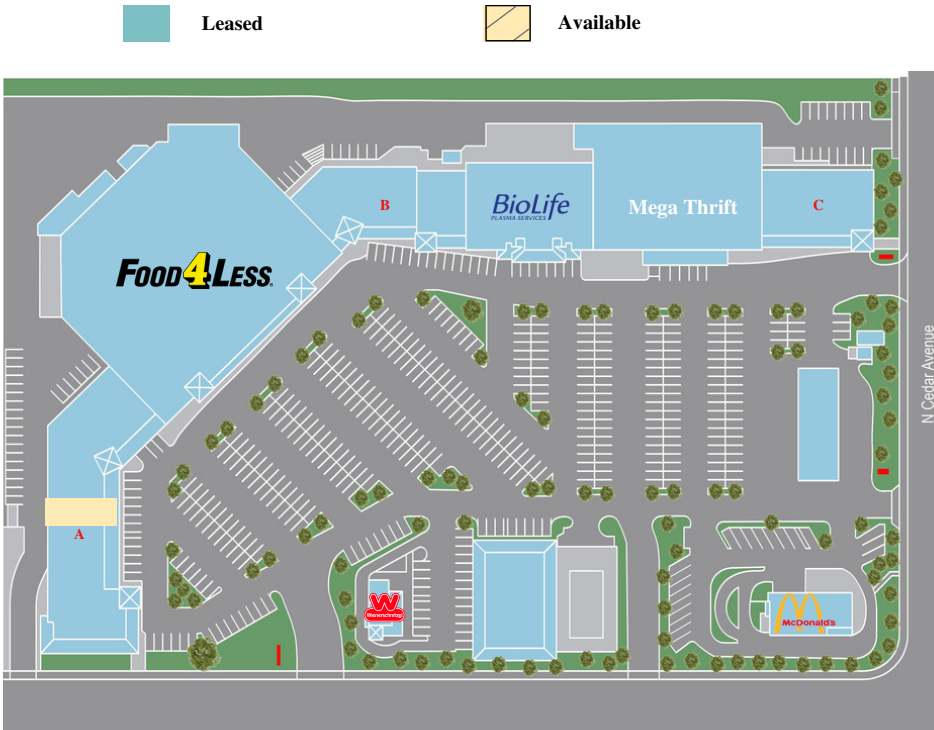 Leased
Available
B
BioLife
PLASMA SERVICES
Mega Thrift
C
FOOD4LESS
N Cedar Avenue
A
W
Wienerschnitzel
McDonald's